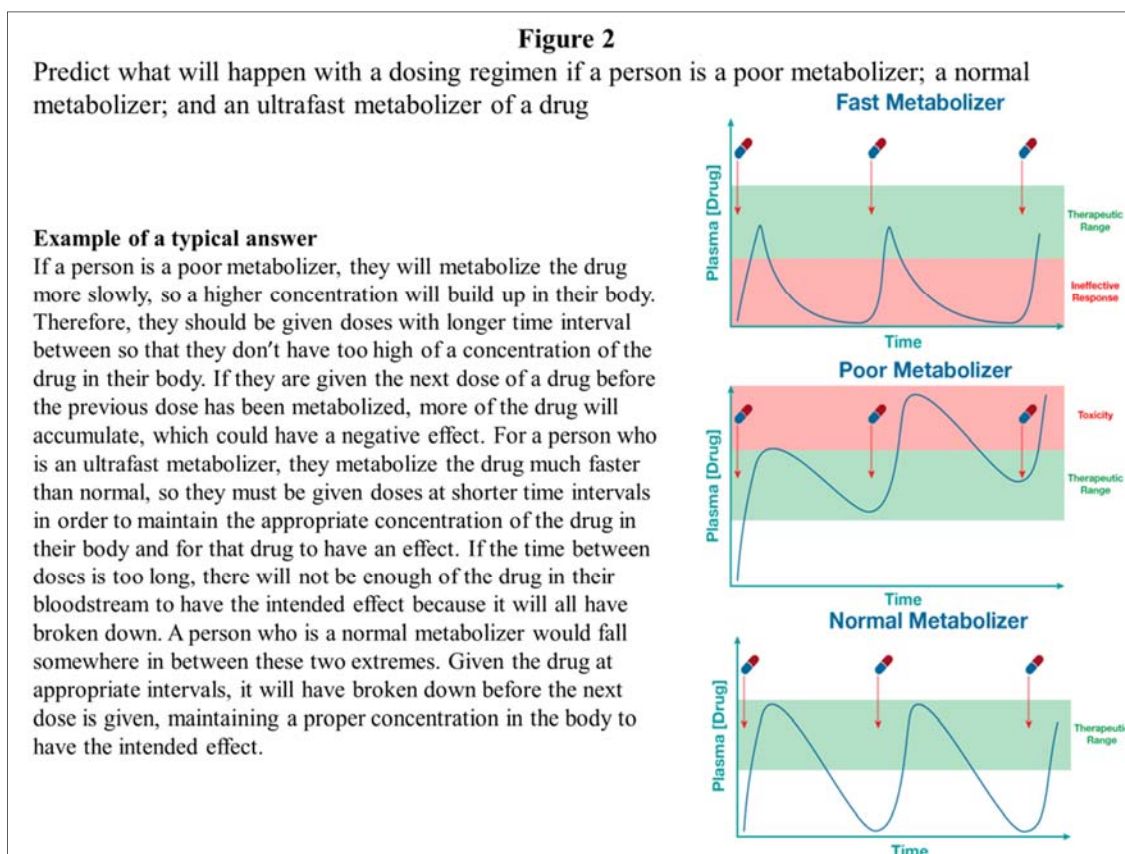 Figure 2
Predict what will happen with a dosing regimen if a person is a poor metabolizer; a normal
metabolizer; and an ultrafast metabolizer of a drug
Example of a typical answer
If a person is a poor metabolizer, they will metabolize the drug
more slowly, so a higher concentration will build up in their body.
Therefore, they should be given doses with longer time interval
between so that they don't have too high of a concentration of the
drug in their body. If they are given the next dose of a drug before
the previous dose has been metabolized, more of the drug will
accumulate, which could have a negative effect. For a person who
is an ultrafast metabolizer, they metabolize the drug much faster
than normal, so they must be given doses at shorter time intervals
in order to maintain the appropriate concentration of the drug in
their body and for that drug to have an effect. If the time between
doses is too long, there will not be enough of the drug in their
bloodstream to have the intended effect because it will all have
broken down. A person who is a normal metabolizer would fall
somewhere in between these two extremes. Given the drug at
appropriate intervals, it will have broken down before the next
dose is given, maintaining a proper concentration in the body to
have the intended effect.
Fast Metabolizer
Plasma [Drug]
Therapeutic
Range
Ineffective
Response
Time
Poor Metabolizer
Plasma [Drug]
Toxicity
Therapeutic
Range
Time
Normal Metabolizer
Plasma [Drug]
Therapeutic
Range
Time